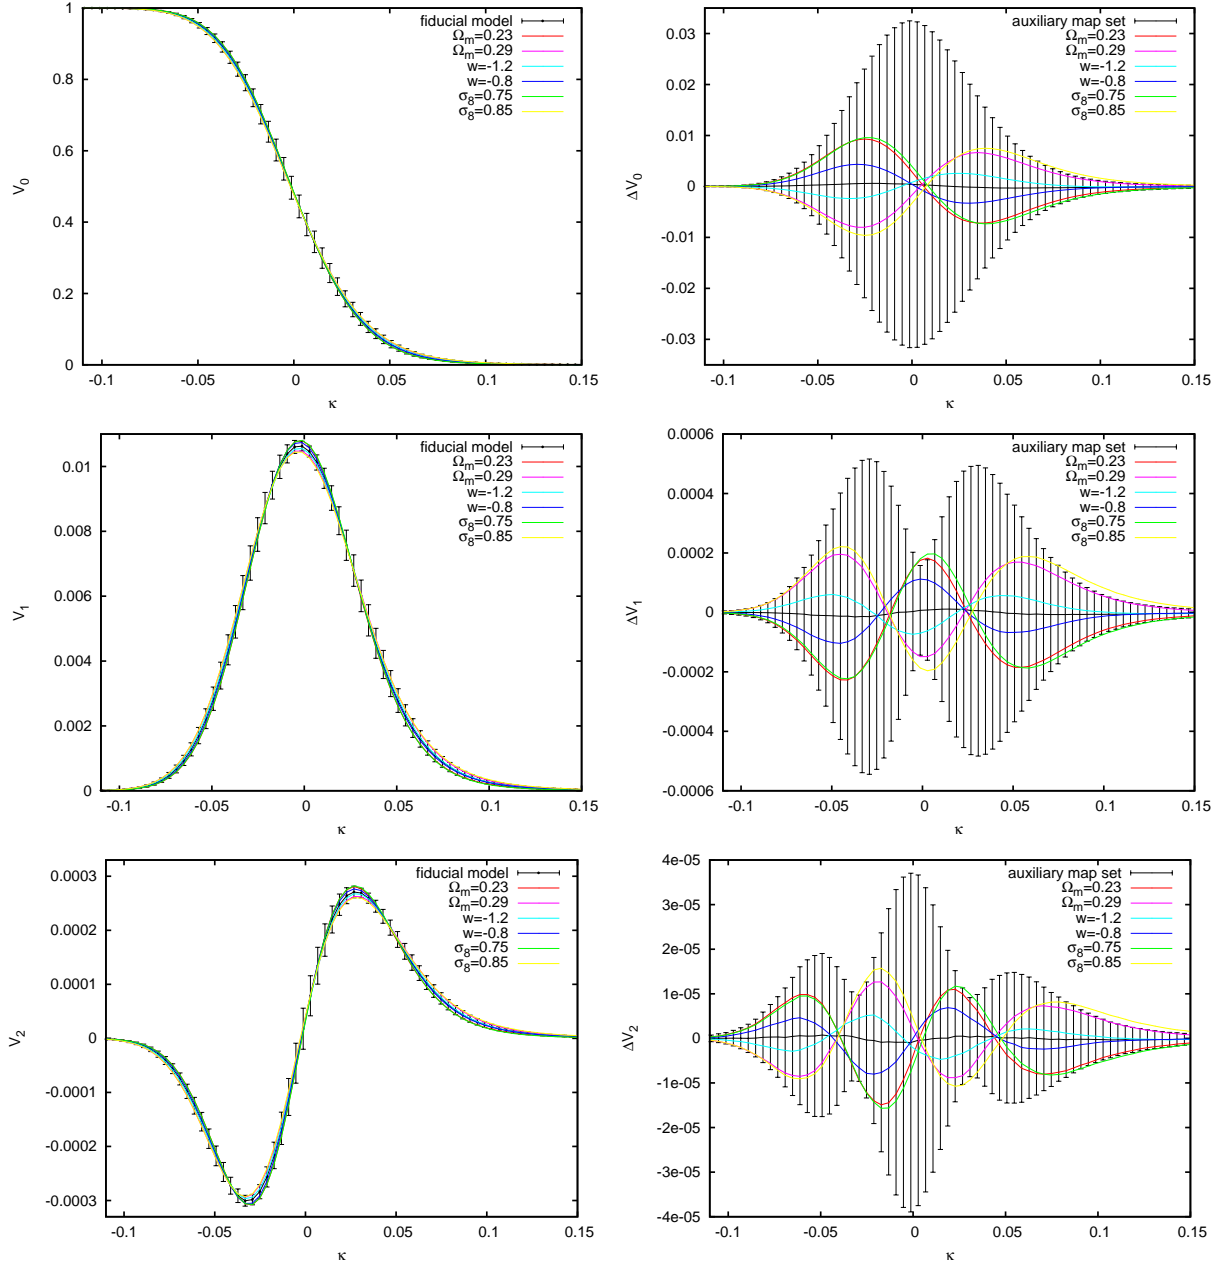 1
0.8
0.6
0.4
0.2
0
-0.1
-0.05
0
0.05
0.1
0.15
V0
κ
fiducial model
Ωm=0.23
Ωm=0.29
w=-1.2
w=-0.8
σ8=0.75
σ8=0.85
0.03
0.02
0.01
0
-0.01
-0.02
-0.03
-0.1
-0.05
0
0.05
0.1
0.15
ΔV0
κ
auxiliary map set
Ωm=0.23
Ωm=0.29
w=-1.2
w=-0.8
σ8=0.75
σ8=0.85
0.01
0.008
0.006
0.004
0.002
0
-0.1
-0.05
0
0.05
0.1
0.15
V1
κ
fiducial model
Ωm=0.23
Ωm=0.29
w=-1.2
w=-0.8
σ8=0.75
σ8=0.85
0.0006
0.0004
0.0002
0
-0.0002
-0.0004
-0.0006
-0.1
-0.05
0
0.05
0.1
0.15
ΔV1
κ
auxiliary map set
Ωm=0.23
Ωm=0.29
w=-1.2
w=-0.8
σ8=0.75
σ8=0.85
0.0003
0.0002
0.0001
0
-0.0001
-0.0002
-0.0003
-0.1
-0.05
0
0.05
0.1
0.15
V2
κ
fiducial model
Ωm=0.23
Ωm=0.29
w=-1.2
w=-0.8
σ8=0.75
σ8=0.85
4e-05
3e-05
2e-05
1e-05
0
-1e-05
-2e-05
-3e-05
-4e-05
-0.1
-0.05
0
0.05
0.1
0.15
ΔV2
κ
auxiliary map set
Ωm=0.23
Ωm=0.29
w=-1.2
w=-0.8
σ8=0.75
σ8=0.85